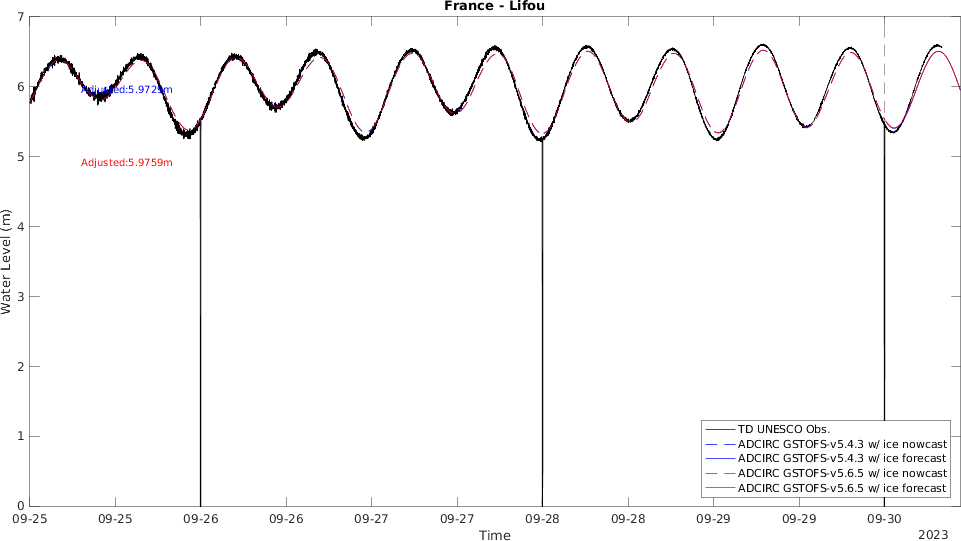 France - Lifou
7
6
5
4
3
2
1
0
Water Level (m)
Adjusted:5.9729m
Adjusted:5.9759m
TD UNESCO Obs.
ADCIRC GSTOFS-v5.4.3 w/ ice nowcast
ADCIRC GSTOFS-v5.4.3 w/ ice forecast
ADCIRC GSTOFS-v5.6.5 w/ ice nowcast
ADCIRC GSTOFS-v5.6.5 w/ ice forecast
09-25 09-25 09-26 09-26 09-27 09-27 09-28 09-28 09-29 09-29 09-30
Time
2023